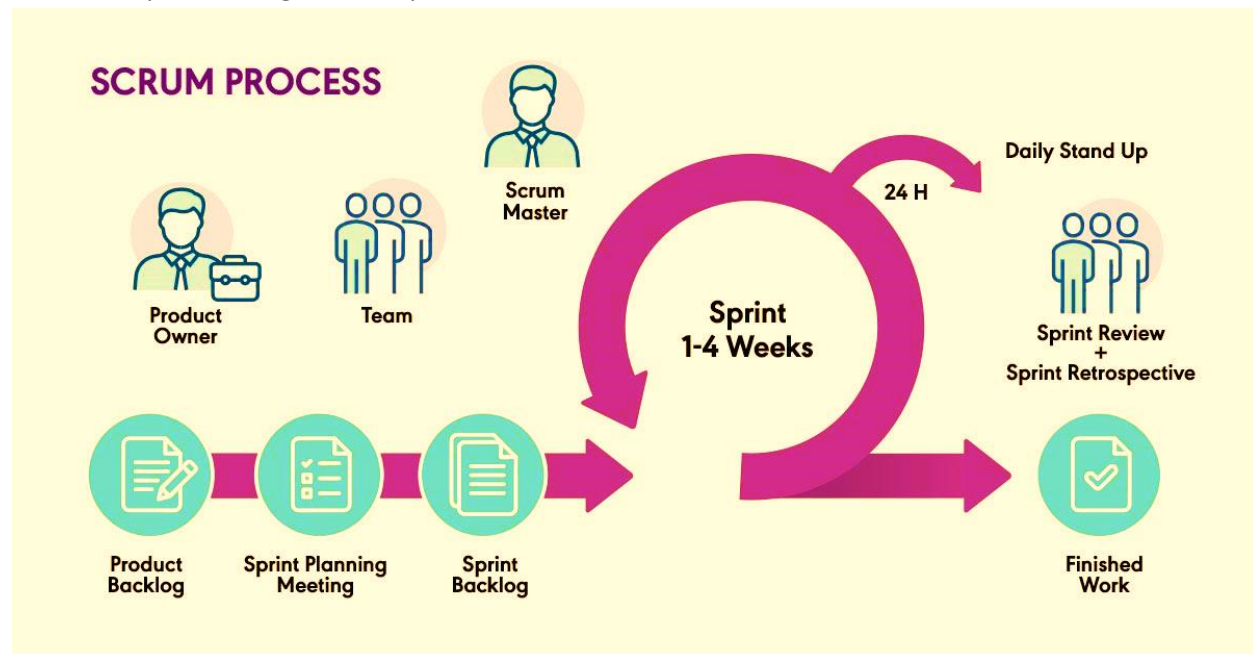 SCRUM PROCESS
Scrum
Master
Product
Owner
Team
Daily Stand Up
24 H
Sprint
1-4 Weeks
Sprint Review
+
Sprint Retrospective
Product
Backlog
Sprint Planning
Meeting
Sprint
Backlog
Finished
Work